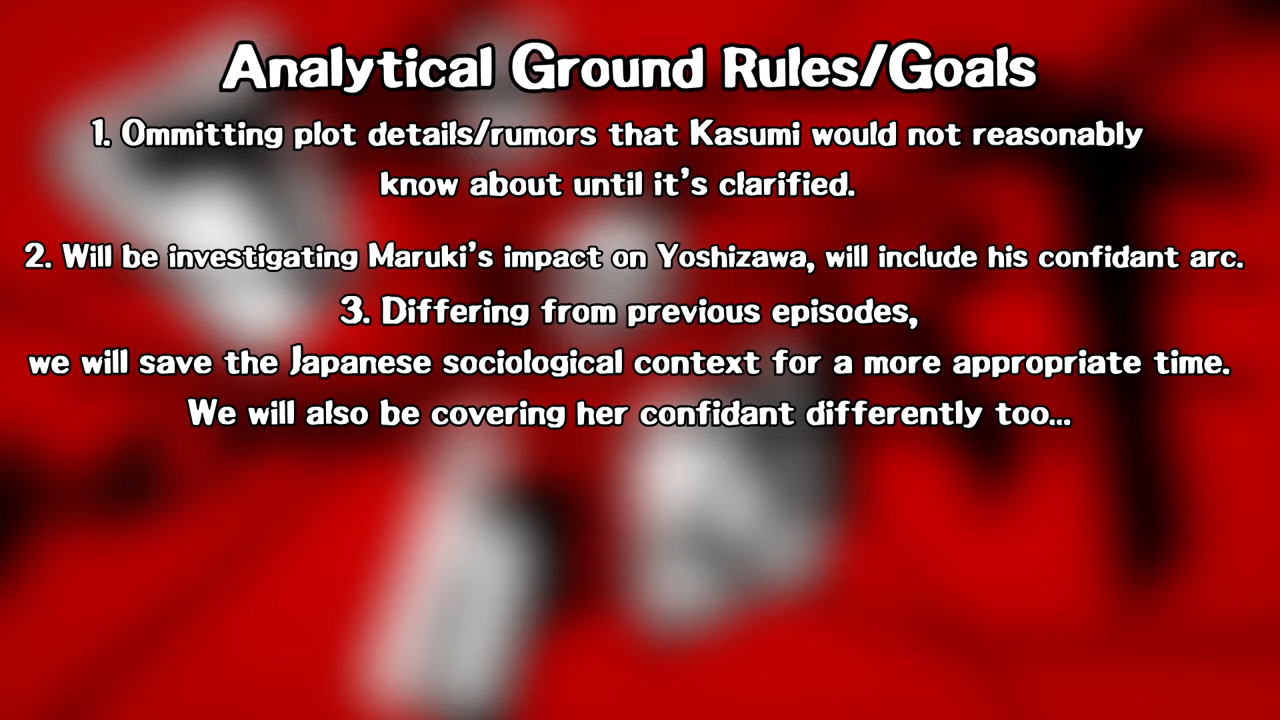 Analytical Ground Rules/Goals
1. Ommitting plot details/rumors that Kasumi would not reasonably
know about until it's clarified.
2. Will be investigating Maruki's impact on Yoshizawa, will include his confidant arc.
3. Differing from previous episodes,
we will save the Japanese sociological context for a more appropriate time.
We will also be covering her confidant differently too...